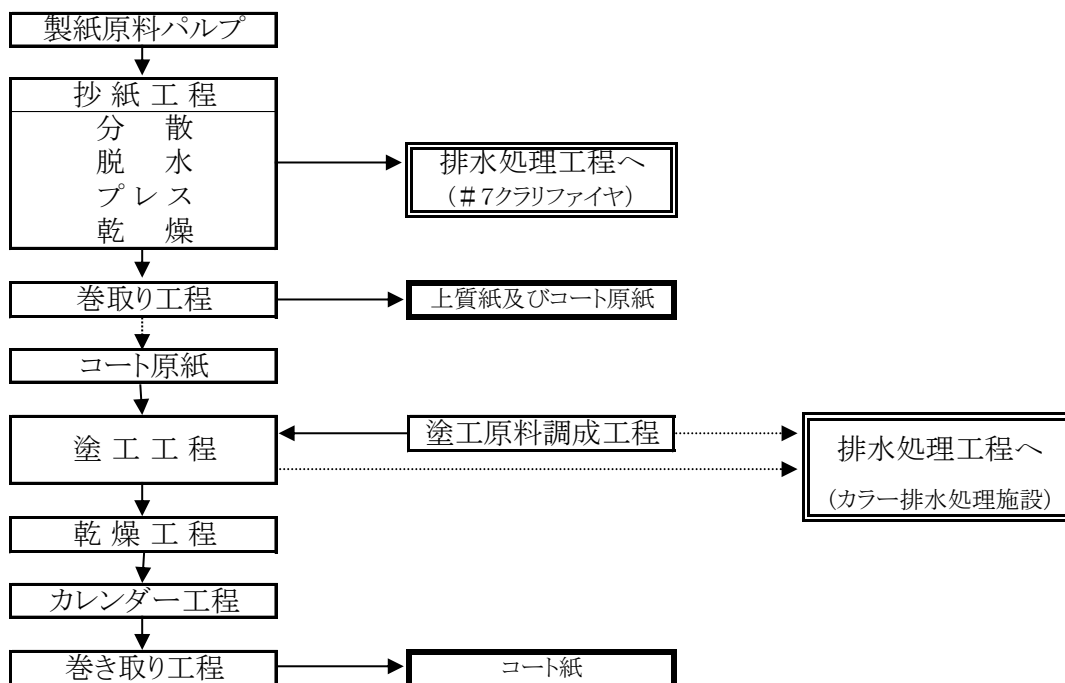 製紙原料パルプ
抄紙工程
分散
脱水
プレス
乾燥
排水処理工程へ
(#7クラリファイヤ)
巻取り工程
上質紙及びコート原紙
コート原紙
塗工工程
塗工原料調成工程
排水処理工程へ
(カラー排水処理施設)
乾燥工程
カレンダー工程
巻き取り工程
コート紙